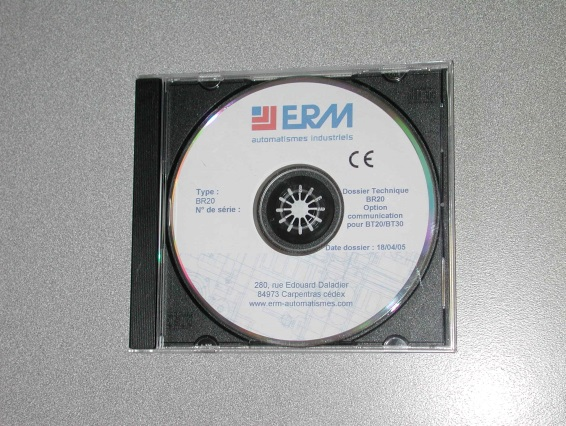 ERM
automatismes industriels
CE
Type :
BR20
N° de série :
Dossier Technique
BR20
Option
communication
pour BT20/BT30
Date dossier : 18/04/05
280, rue Edouard Daladier
84973 Carpentras cédex
www.erm-automatismes.com